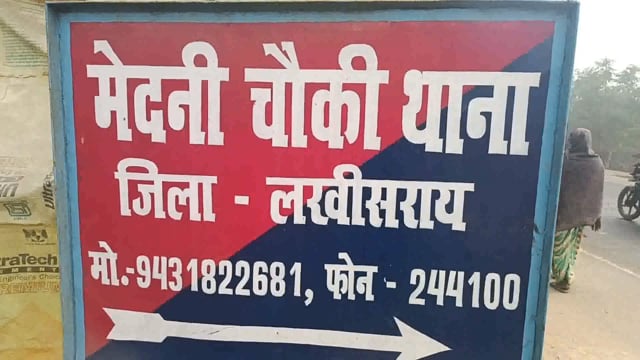 मेदनी चौकी थाना
जिला - लखीसराय
मो.-9431822681, फोन - 244100